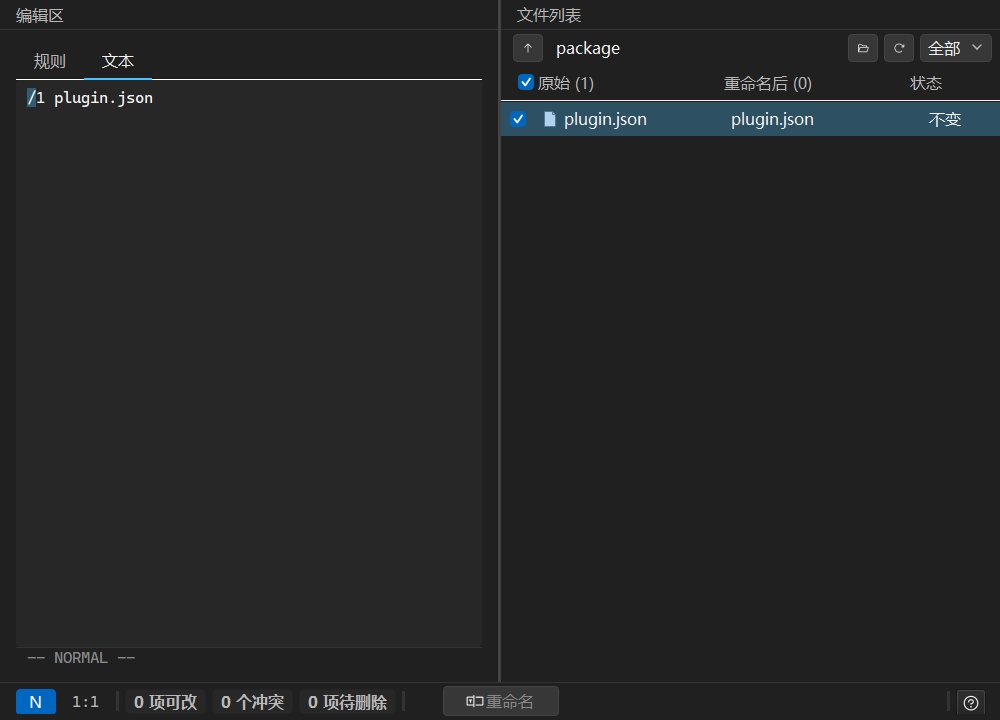 编辑区
规则 文本
/1 plugin.json
-- NORMAL --
文件列表
package 全部
原始 (1) 重命名后 (0) 状态
plugin.json plugin.json 不变
N 1:1 0 项可改 0 个冲突 0 项待删除 重命名